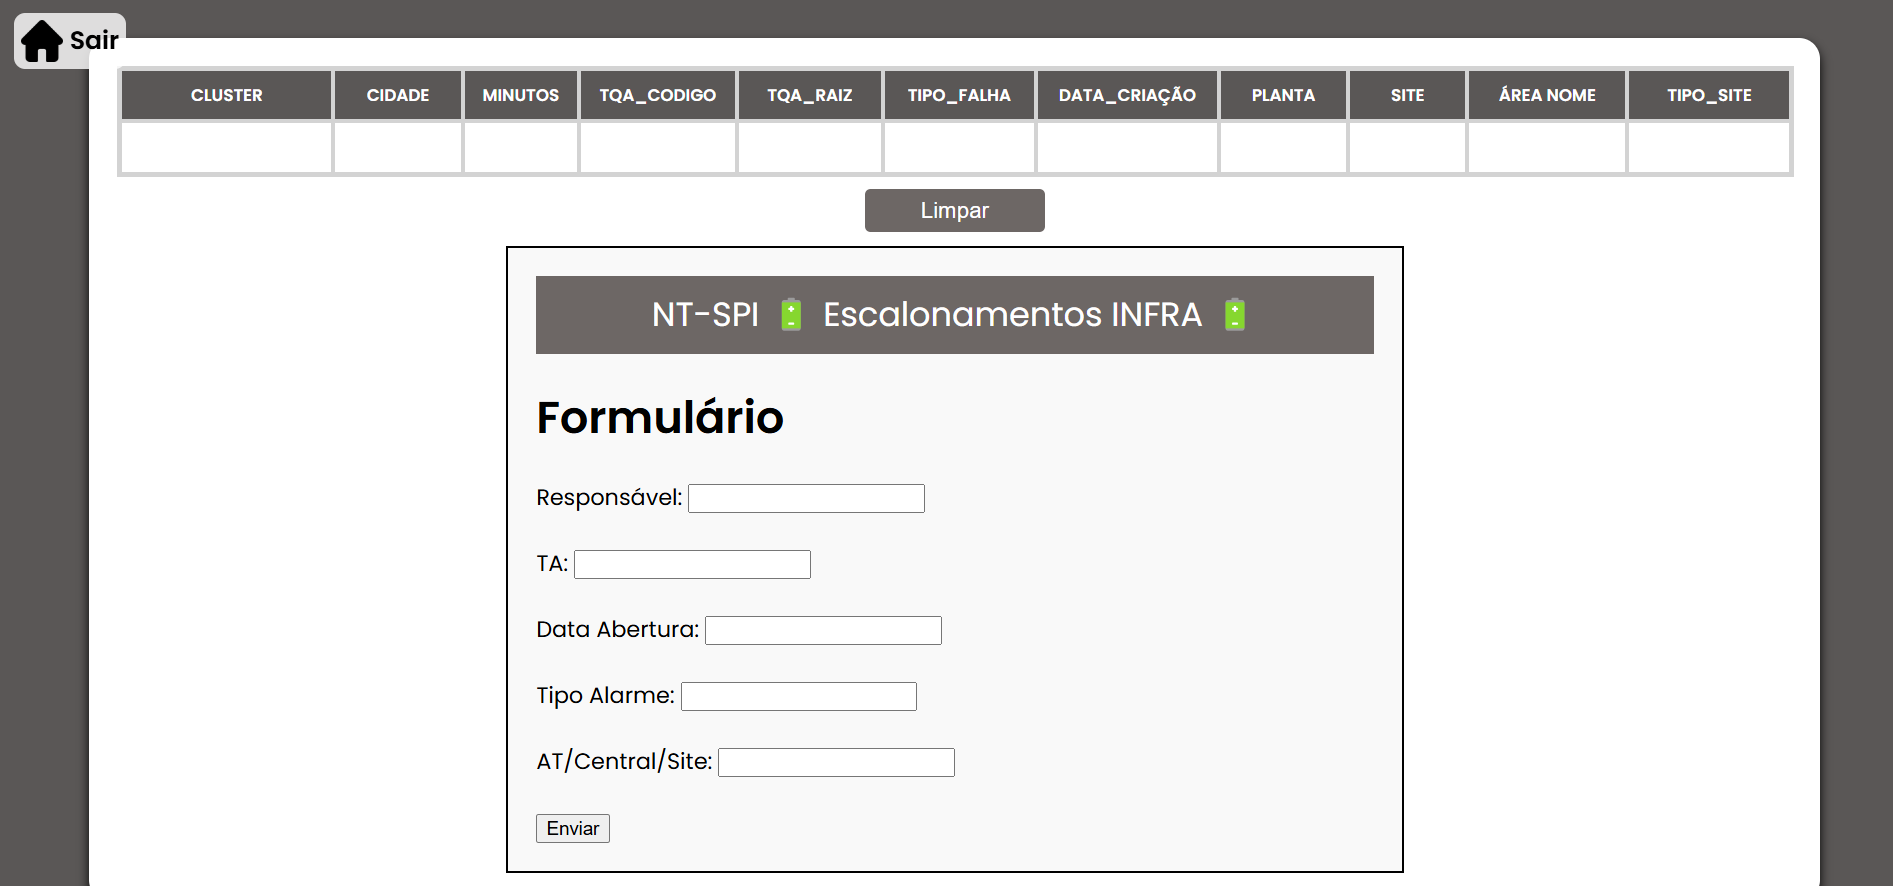 Sair
CLUSTER CIDADE MINUTOS TQA_CODIGO TQA_RAIZ TIPO_FALHA DATA_CRIAÇÃO PLANTA SITE ÁREA NOME TIPO_SITE
Limpar
NT-SPI 🔋 Escalonamentos INFRA 🔋
Formulário
Responsável:
TA:
Data Abertura:
Tipo Alarme:
AT/Central/Site:
Enviar